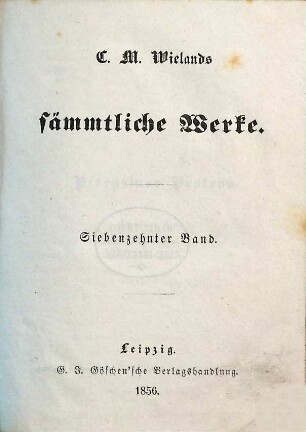 C. M. Wielands
sämmtliche Werke.
Siebenzehnter Band.
Leipzig.
G. J. Göschen'sche Verlagshandlung.
1856.